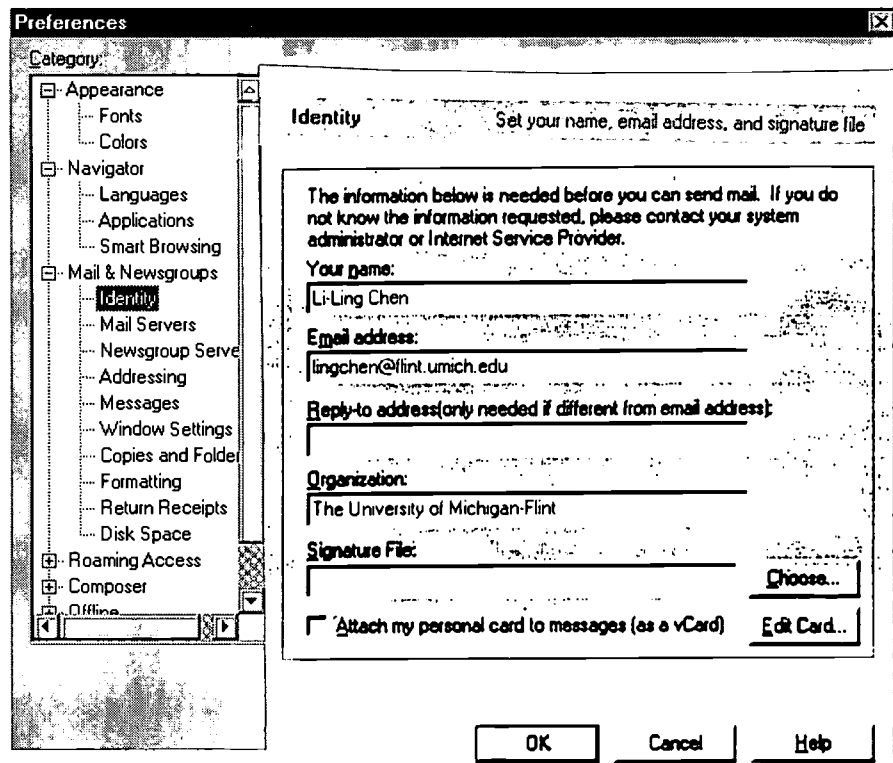 Preferences
Category:
Appearance
Fonts
Colors
Navigator
Languages
Applications
Smart Browsing
Mail & Newsgroups
Identity
Mail Servers
Newsgroup Serve
Addressing
Messages
Window Settings
Copies and Folder
Formatting
Return Receipts
Disk Space
Roaming Access
Composer
Offline
Identity
Set your name, email address, and signature file
The information below is needed before you can send mail. If you do
not know the information requested, please contact your system
administrator or Internet Service Provider.
Your name:
Li-Ling Chen
Email address:
lingchen@flint.umich.edu
Reply-to address(only needed if different from email address):
Organization:
The University of Michigan-Flint
Signature File:
Choose...
Attach my personal card to messages (as a vCard)
Edit Card...
OK
Cancel
Help